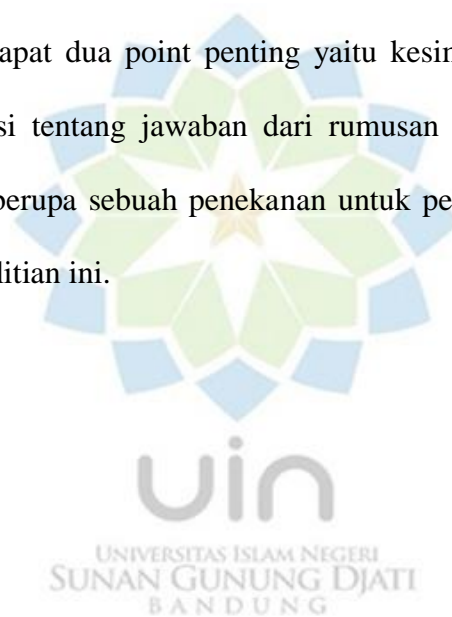 apat dua point penting yaitu kesin
si tentang jawaban dari rumusan
berupa sebuah penekanan untuk pe
litian ini.
uin
UNIVERSITAS ISLAM NEGERI
SUNAN GUNUNG DJATI
BANDUNG